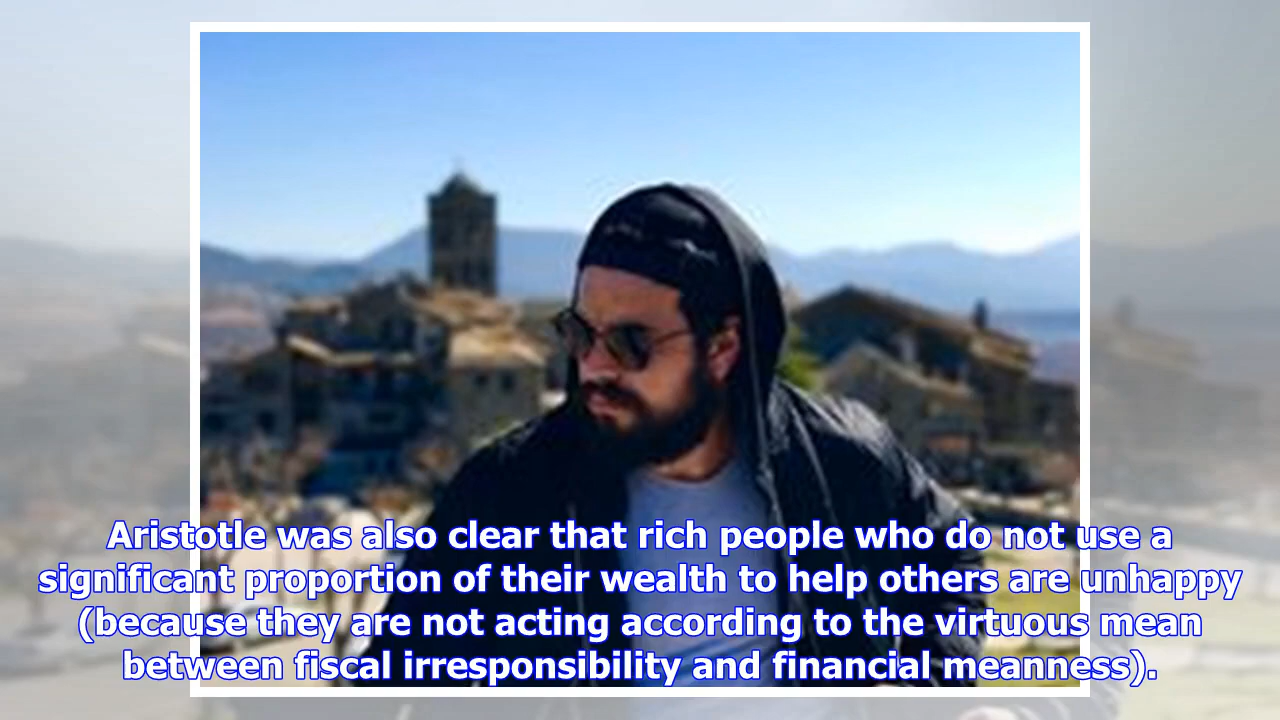 Aristotle was also clear that rich people who do not use a
significant proportion of their wealth to help others are unhappy
(because they are not acting according to the virtuous mean
between fiscal irresponsibility and financial meanness).